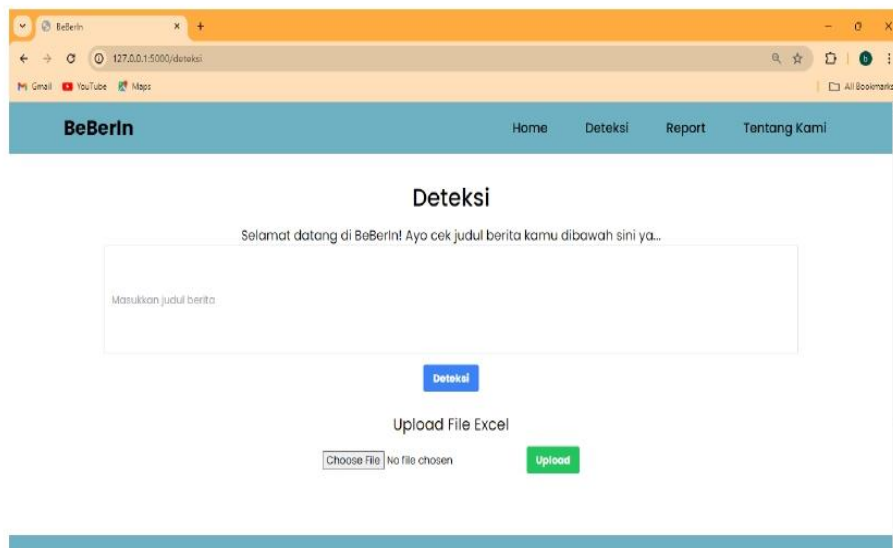 BeBerIn
127.0.0.1:5000/deteksi
b
Gmail YouTube Maps All Bookmarks
BeBerIn Home Deteksi Report Tentang Kami
Deteksi
Selamat datang di BeBerIn! Ayo cek judul berita kamu dibawah sini ya...
Masukkan judul berita
Deteksi
Upload File Excel
Choose File No file chosen Upload